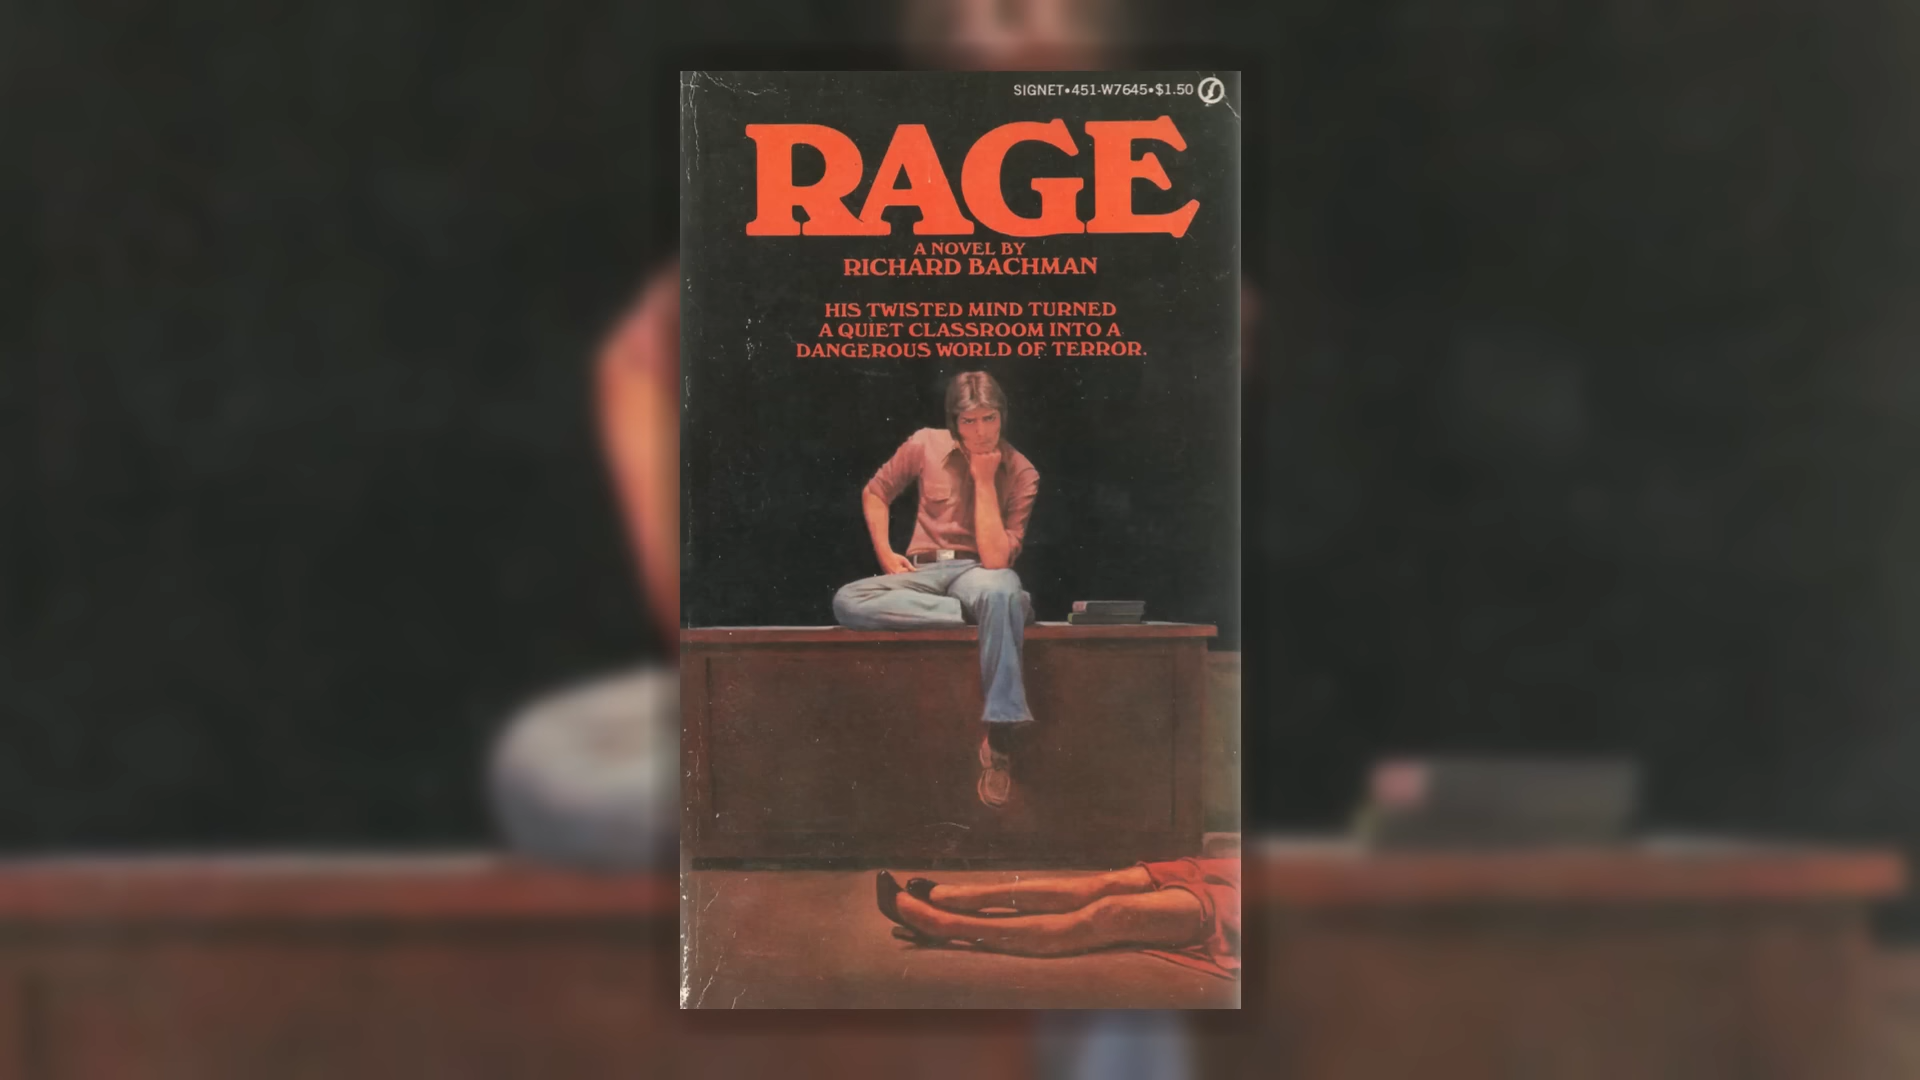 SIGNET•451-W7645•$1.50
RAGE
A NOVEL BY
RICHARD BACHMAN
HIS TWISTED MIND TURNED
A QUIET CLASSROOM INTO A
DANGEROUS WORLD OF TERROR.